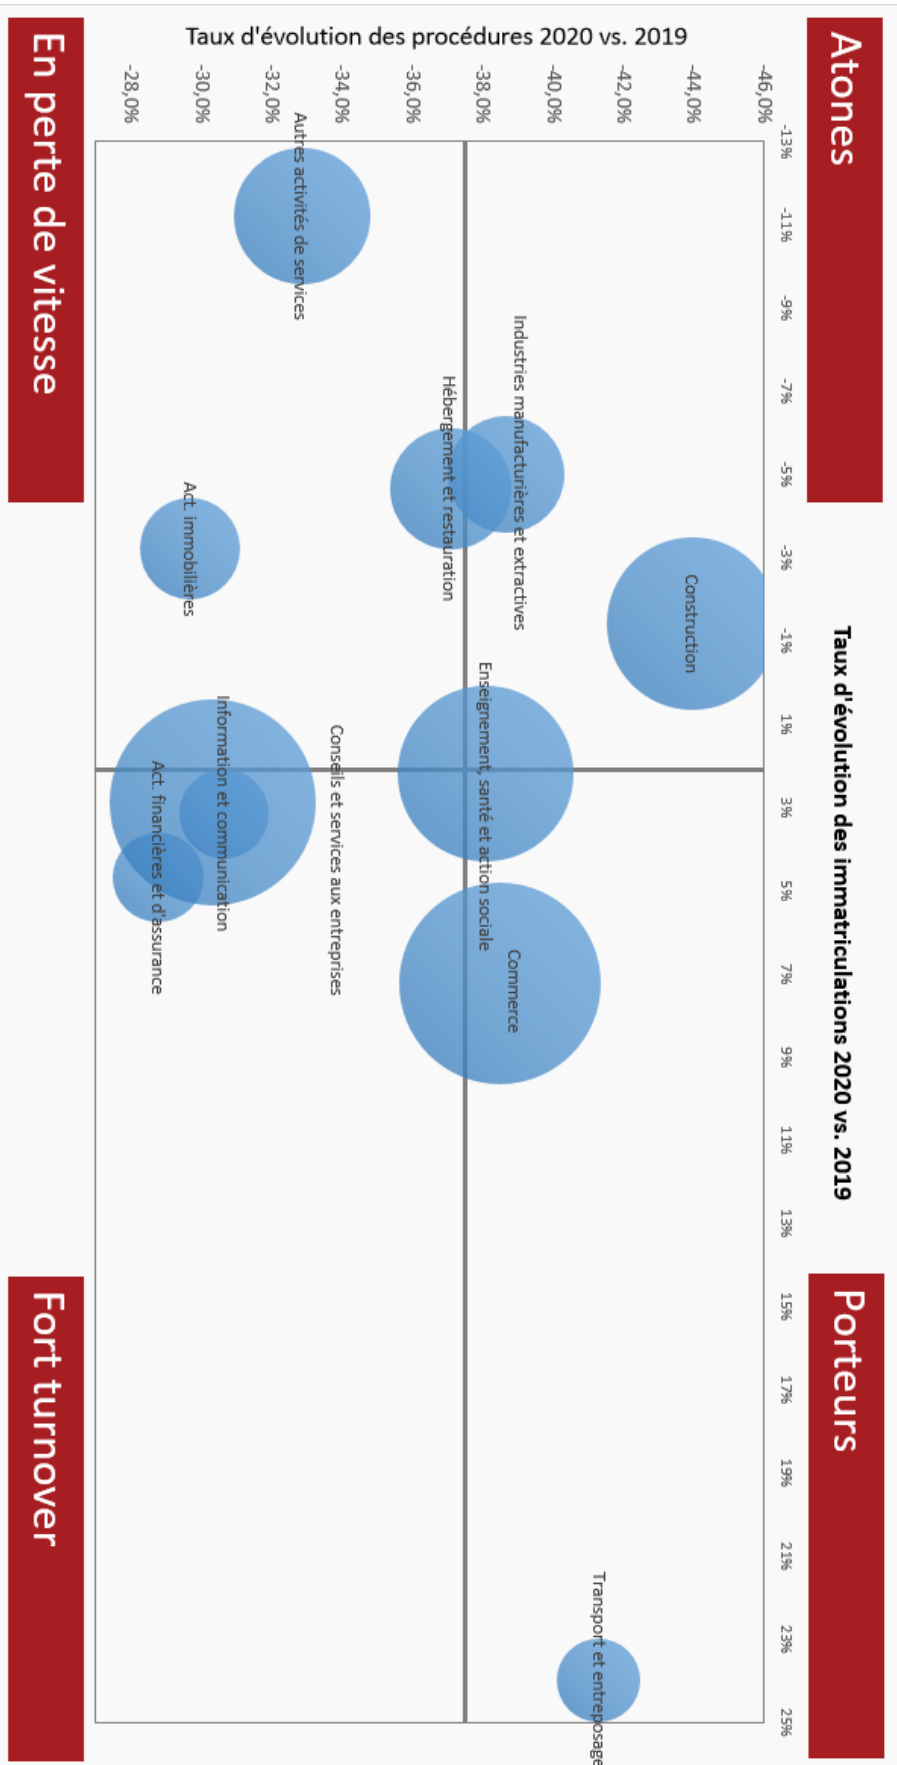 Atones
Taux d'évolution des immatriculations 2020 vs. 2019
Porteurs
-13%
-11%
-9%
-7%
-5%
-3%
-1%
1%
3%
5%
7%
9%
11%
13%
15%
17%
19%
21%
23%
25%
Taux d'évolution des procédures 2020 vs. 2019
-46,0%
-44,0%
-42,0%
-40,0%
-38,0%
-36,0%
-34,0%
-32,0%
-30,0%
-28,0%
Construction
Transport et entreposage
Industries manufacturières et extractives
Commerce
Enseignement, santé et action sociale
Hébergement et restauration
Conseils et services aux entreprises
Autres activités de services
Information et communication
Act. immobilières
Act. financières et d'assurance
En perte de vitesse
Fort turnover